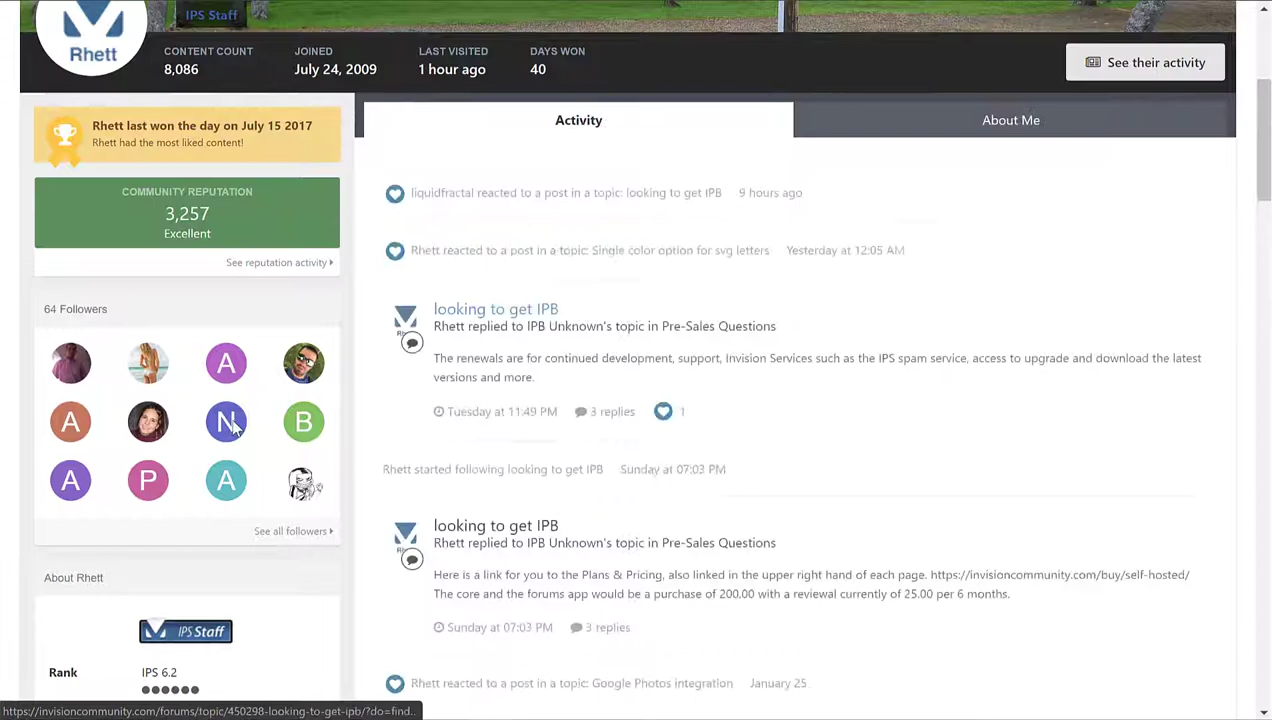 IPS Staff
Rhett
CONTENT COUNT
8,086
JOINED
July 24, 2009
LAST VISITED
1 hour ago
DAYS WON
40
See their activity
Rhett last won the day on July 15 2017
Rhett had the most liked content!
COMMUNITY REPUTATION
3,257
Excellent
See reputation activity
64 Followers
A
A
N
B
A
P
A
See all followers
About Rhett
IPS Staff
Rank
IPS 6.2
Activity
About Me
liquidfractal reacted to a post in a topic: looking to get IPB 9 hours ago
Rhett reacted to a post in a topic: Single color option for svg letters Yesterday at 12:05 AM
looking to get IPB
Rhett replied to IPB Unknown's topic in Pre-Sales Questions
The renewals are for continued development, support, Invision Services such as the IPS spam service, access to upgrade and download the latest
versions and more.
Tuesday at 11:49 PM 3 replies 1
Rhett started following looking to get IPB Sunday at 07:03 PM
looking to get IPB
Rhett replied to IPB Unknown's topic in Pre-Sales Questions
Here is a link for you to the Plans & Pricing, also linked in the upper right hand of each page. https://invisioncommunity.com/buy/self-hosted/
The core and the forums app would be a purchase of 200.00 with a reviewal currently of 25.00 per 6 months.
Sunday at 07:03 PM 3 replies
Rhett reacted to a post in a topic: Google Photos integration January 25
https://invisioncommunity.com/forums/topic/450298-looking-to-get-ipb/?do=find...